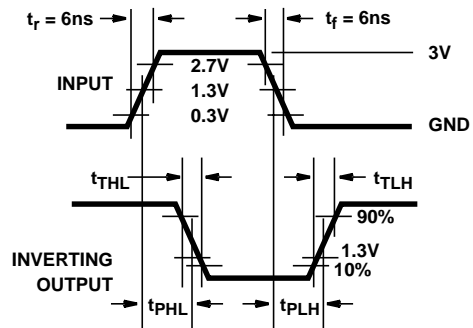 tr = 6ns
tf = 6ns
3V
2.7V
INPUT
1.3V
0.3V
GND
tTHL
tTLH
90%
1.3V
INVERTING
10%
OUTPUT
tPHL
tPLH